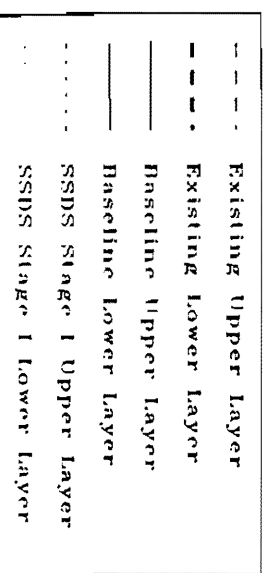 Existing Upper Layer
Existing Lower Layer
Baseline Upper Layer
Baseline Lower Layer
SSDS Stage I Upper Layer
SSDS Stage I Lower Layer